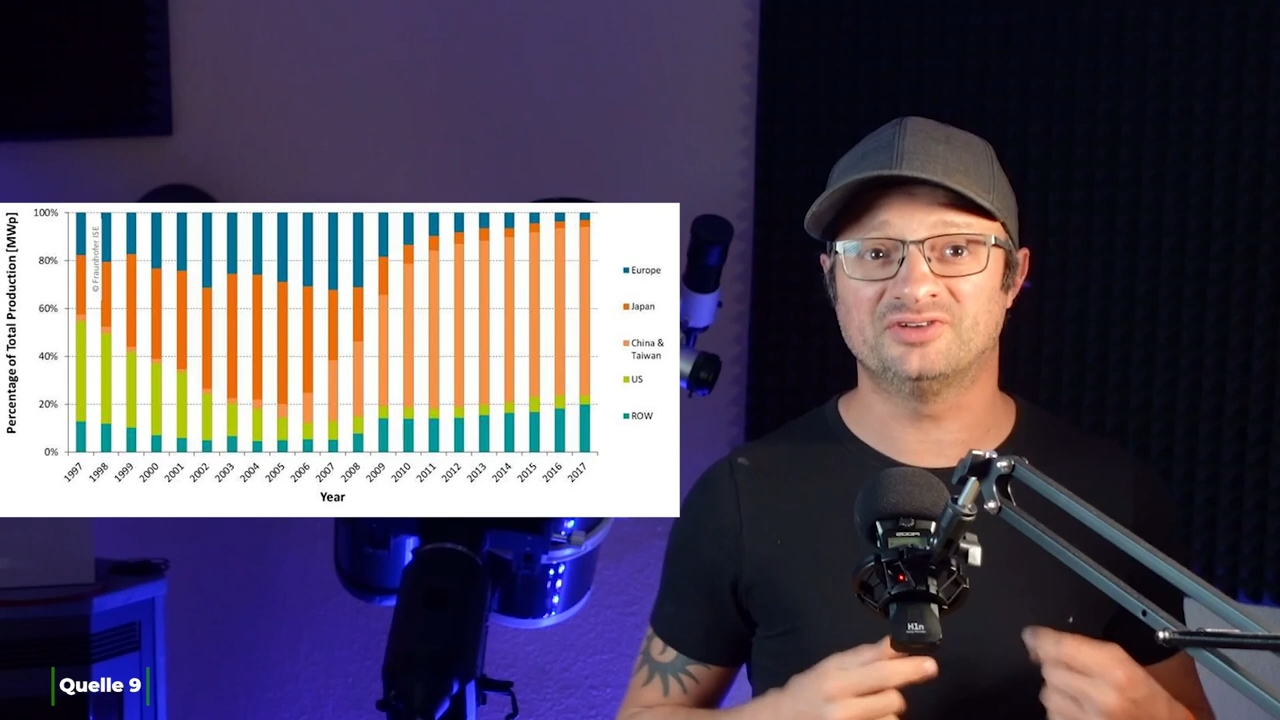 Percentage of Total Production [MWp]
100%
80%
60%
40%
20%
0%
© Fraunhofer ISE
Europe
Japan
China &
Taiwan
US
ROW
1997
1998
1999
2000
2001
2002
2003
2004
2005
2006
2007
2008
2009
2010
2011
2012
2013
2014
2015
2016
2017
Year
zoom
H1n
Quelle 9